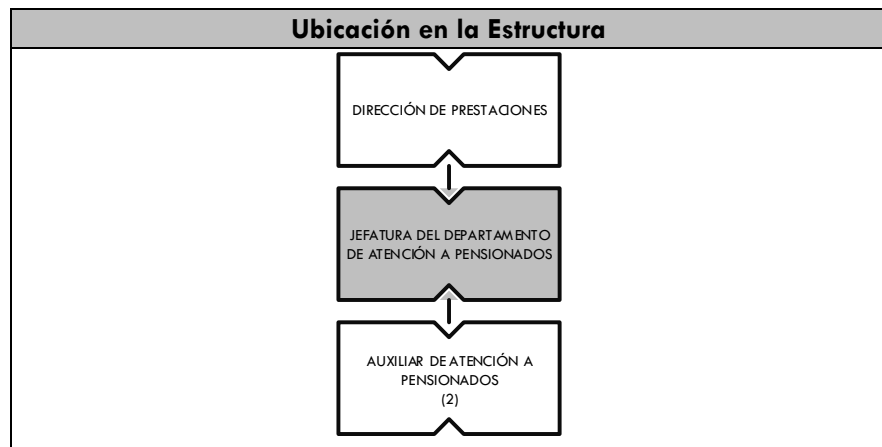 Ubicación en la Estructura
DIRECCIÓN DE PRESTACIONES
JEFATURA DEL DEPARTAMENTO
DE ATENCIÓN A PENSIONADOS
AUXILIAR DE ATENCIÓN A
PENSIONADOS
(2)